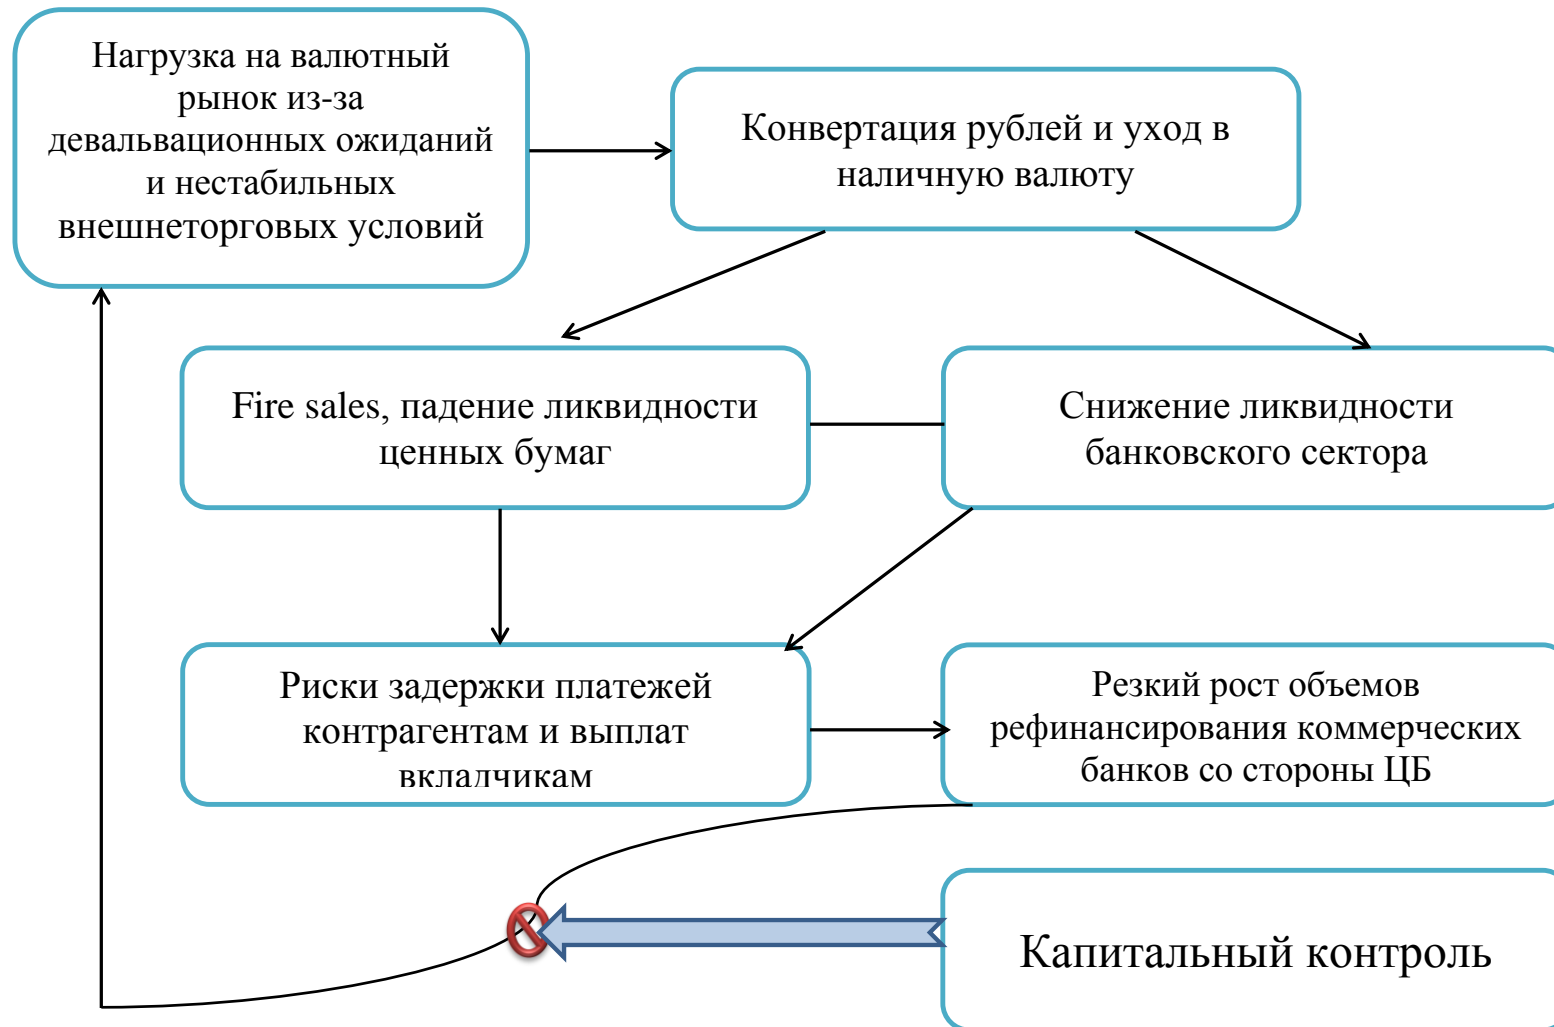 Нагрузка на валютный
рынок из-за
девальвационных ожиданий
и нестабильных
внешнеторговых условий
Конвертация рублей и уход в
наличную валюту
Fire sales, падение ликвидности
ценных бумаг
Снижение ликвидности
банковского сектора
Риски задержки платежей
контрагентам и выплат
вкладчикам
Резкий рост объемов
рефинансирования коммерческих
банков со стороны ЦБ
Капитальный контроль